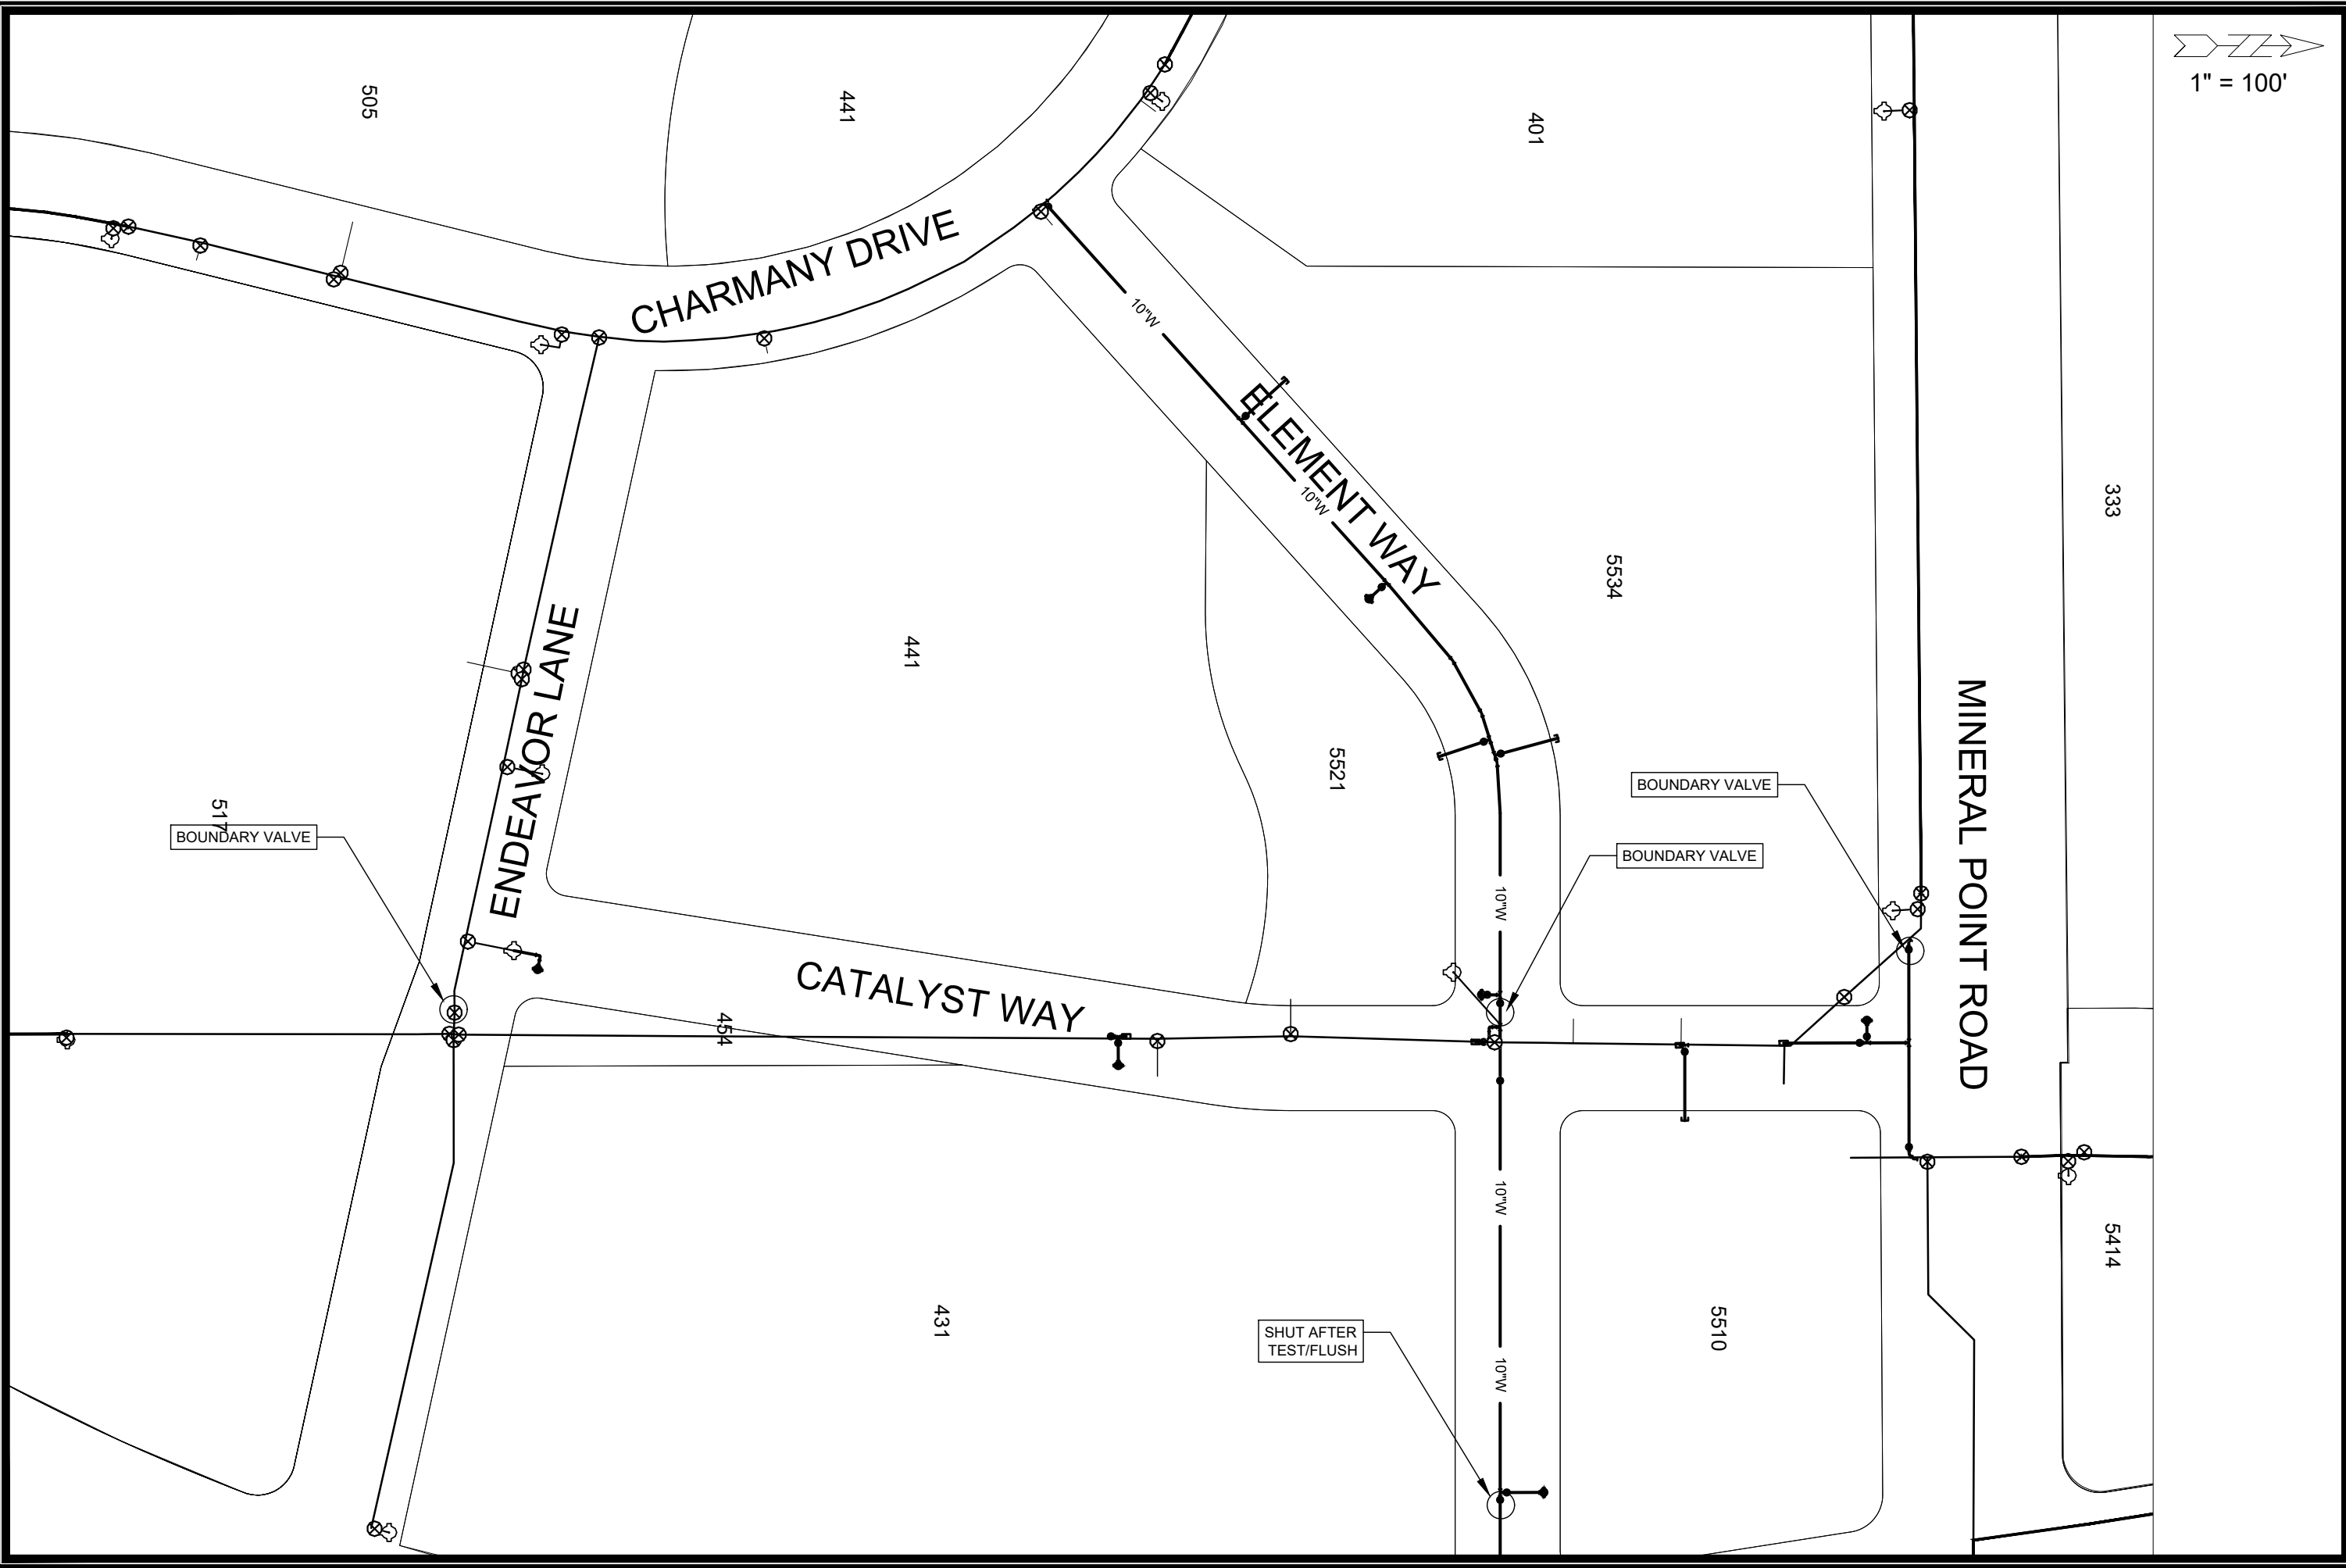 1" = 100'
505
441
401
CHARMANY DRIVE
10"W
ELEMENT WAY
10"W
333
5534
441
ENDEAVOR LANE
5521
MINERAL POINT ROAD
BOUNDARY VALVE
517
BOUNDARY VALVE
BOUNDARY VALVE
10"W
CATALYST WAY
454
10"W
5414
431
5510
SHUT AFTER
TEST/FLUSH
10"W